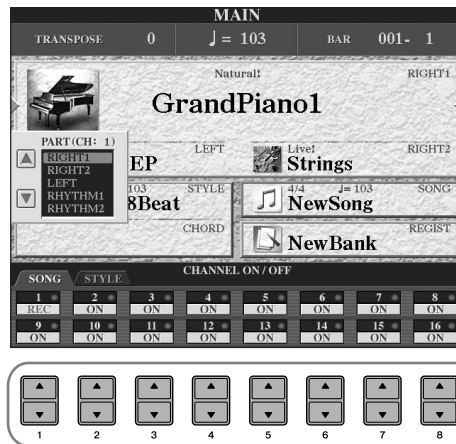 MAIN
TRANSPOSE 0 ♩= 103 BAR 001- 1
Natural! RIGHT1
GrandPiano1
PART(CH: 1)
RIGHT1
RIGHT2
LEFT
RHYTHM1
RHYTHM2
LEFT
EP
Live! RIGHT2
Strings
103 STYLE
8Beat
4/4 ♩= 103 SONG
NewSong
CHORD
REGIST
NewBank
SONG STYLE CHANNEL ON / OFF
1 2 3 4 5 6 7 8
REC ON ON ON ON ON ON ON
9 10 11 12 13 14 15 16
ON ON ON ON ON ON ON ON
1 2 3 4 5 6 7 8